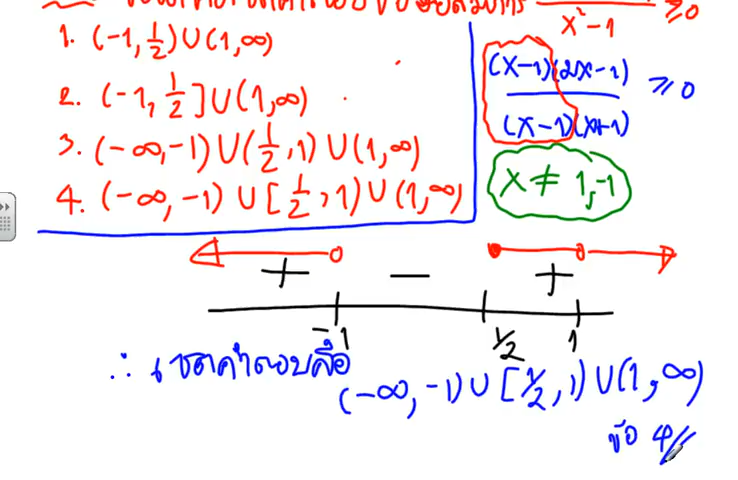 x²-1 ≥0
1. (-1, 1/2) ∪ (1, ∞)
2. (-1, 1/2] ∪ (1, ∞)
3. (-∞, -1) ∪ (1/2, 1) ∪ (1, ∞)
4. (-∞, -1) ∪ [1/2, 1) ∪ (1, ∞)
(x-1)(2x-1)
≥0
(x-1)(x+1)
x ≠ 1, -1
+ - +
-1 1/2 1
∴ เซตคำตอบคือ
(-∞, -1) ∪ [1/2, 1) ∪ (1, ∞)
ข้อ 4//